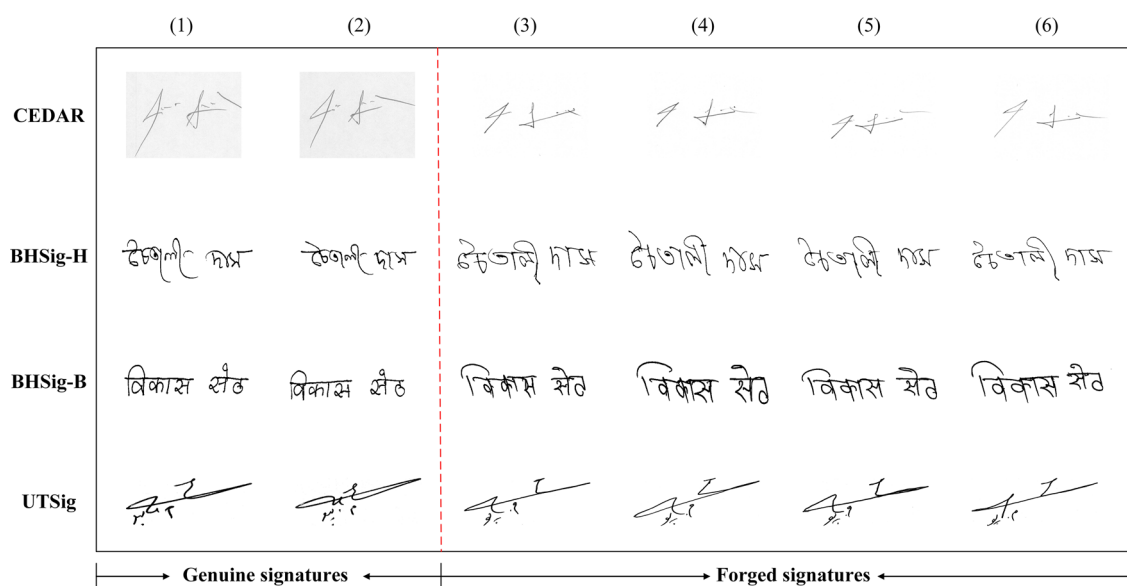 (1) (2) (3) (4) (5) (6)
CEDAR
BHSig-H চৈতালী দাস চৈতালী দাস চৈতালী দাস চৈতালী দাস চৈতালী দাস চৈতালী দাস
BHSig-B विकास सेठ विकास सेठ विकास सेठ विकास सेठ विकास सेठ विकास सेठ
UTSig
Genuine signatures Forged signatures